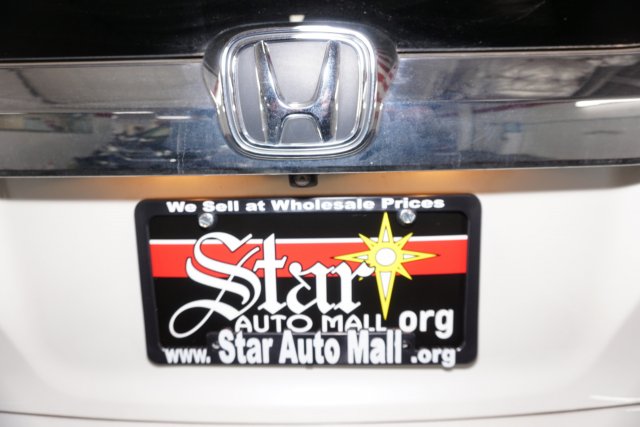 We Sell at Wholesale Prices
Star
AUTO MALL org
www. Star Auto Mall .org